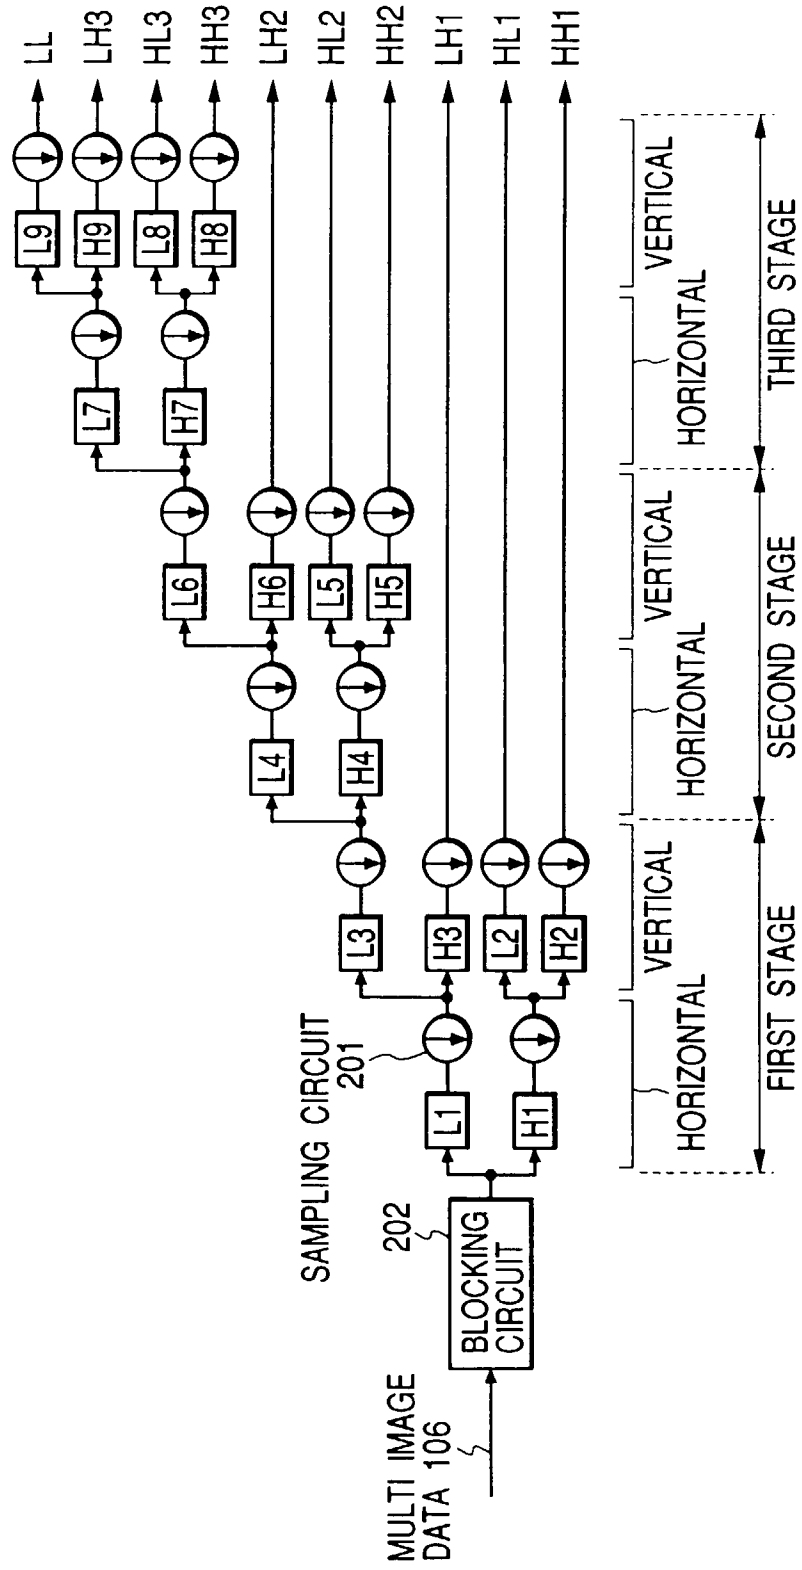 MULTI IMAGE
DATA 106
BLOCKING
CIRCUIT
202
SAMPLING CIRCUIT
201
L1
H1
L3
H3
L2
H2
L4
H4
L6
H6
L5
H5
L7
H7
L9
H9
L8
H8
LL
LH3
HL3
HH3
LH2
HL2
HH2
LH1
HL1
HH1
HORIZONTAL
VERTICAL
HORIZONTAL
VERTICAL
HORIZONTAL
VERTICAL
FIRST STAGE
SECOND STAGE
THIRD STAGE